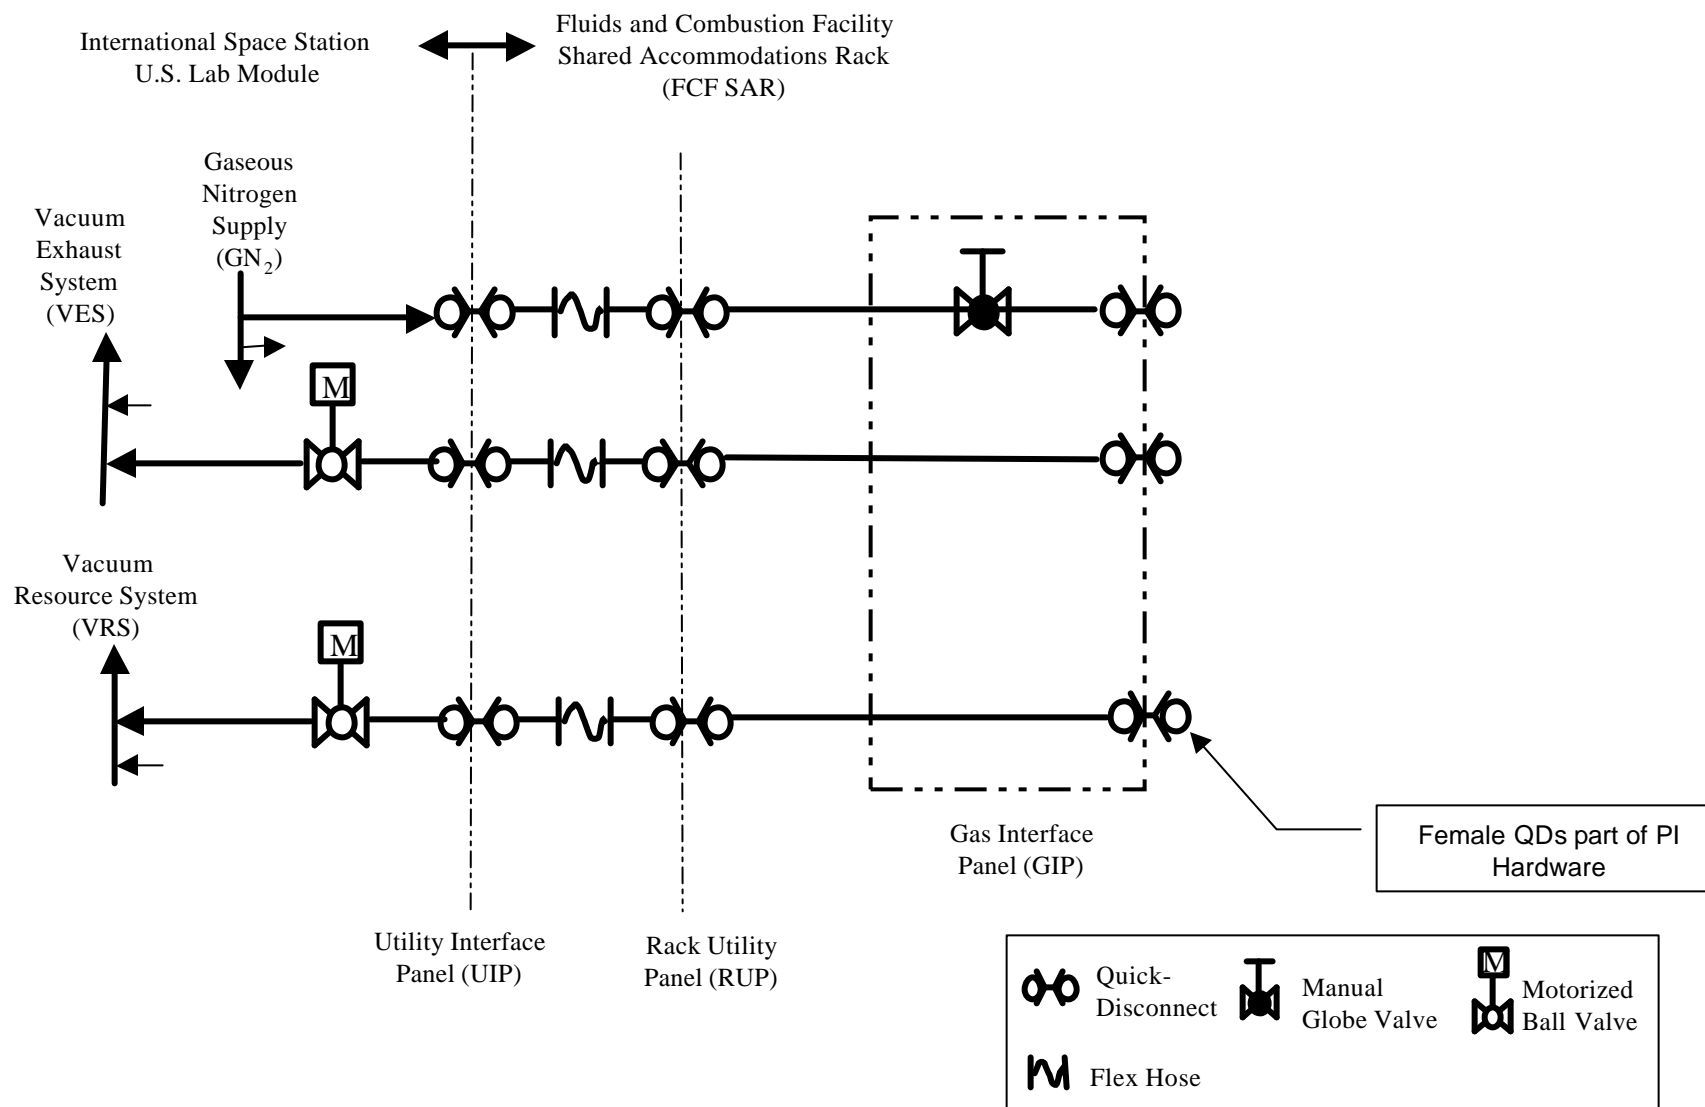 International Space Station
U.S. Lab Module
Fluids and Combustion Facility
Shared Accommodations Rack
(FCF SAR)
Gaseous
Nitrogen
Supply
(GN2)
Vacuum
Exhaust
System
(VES)
M
Vacuum
Resource System
(VRS)
M
Gas Interface
Panel (GIP)
Female QDs part of PI
Hardware
Utility Interface
Panel (UIP)
Rack Utility
Panel (RUP)
Quick-
Disconnect
Manual
Globe Valve
M
Motorized
Ball Valve
Flex Hose